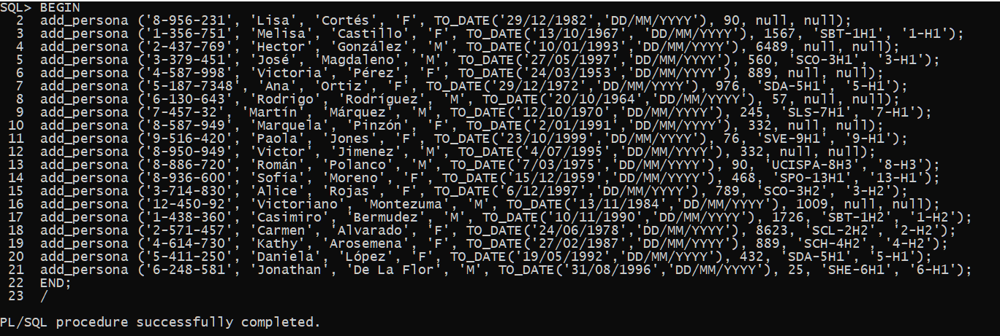 SQL> BEGIN
  2  add_persona ('8-956-231', 'Lisa', 'Cortés', 'F', TO_DATE('29/12/1982','DD/MM/YYYY'), 90, null, null);
  3  add_persona ('1-356-751', 'Melisa', 'Castillo', 'F', TO_DATE('13/10/1967', 'DD/MM/YYYY'), 1567, 'SBT-1H1', '1-H1');
  4  add_persona ('2-437-769', 'Hector', 'González', 'M', TO_DATE('10/01/1993','DD/MM/YYYY'), 6489, null, null);
  5  add_persona ('3-379-451', 'José', 'Magdaleno', 'M', TO_DATE('27/05/1997','DD/MM/YYYY'), 560, 'SCO-3H1', '3-H1');
  6  add_persona ('4-587-998', 'Victoria', 'Pérez', 'F', TO_DATE('24/03/1953','DD/MM/YYYY'), 889, null, null);
  7  add_persona ('5-187-7348', 'Ana', 'Ortiz', 'F', TO_DATE('29/12/1972','DD/MM/YYYY'), 976, 'SDA-5H1', '5-H1');
  8  add_persona ('6-130-643', 'Rodrigo', 'Rodríguez', 'M', TO_DATE('20/10/1964','DD/MM/YYYY'), 57, null, null);
  9  add_persona ('7-457-32', 'Martín', 'Márquez', 'M', TO_DATE('12/10/1970','DD/MM/YYYY'), 245, 'SLS-7H1', '7-H1');
 10  add_persona ('8-587-949', 'Marquela', 'Pinzón', 'F', TO_DATE('2/01/1991','DD/MM/YYYY'), 332, null, null);
 11  add_persona ('9-516-420', 'Paola', 'Jones', 'F', TO_DATE('23/10/1999','DD/MM/YYYY'), 76, 'SVE-9H1', '9-H1');
 12  add_persona ('8-950-949', 'Victor', 'Jimenez', 'M', TO_DATE('4/07/1995','DD/MM/YYYY'), 332, null, null);
 13  add_persona ('8-886-720', 'Román', 'Polanco', 'M', TO_DATE('7/03/1975','DD/MM/YYYY'), 90, 'UCISPA-8H3', '8-H3');
 14  add_persona ('8-936-600', 'Sofía', 'Moreno', 'F', TO_DATE('15/12/1959','DD/MM/YYYY'), 468, 'SPO-13H1', '13-H1');
 15  add_persona ('3-714-830', 'Alice', 'Rojas', 'F', TO_DATE('6/12/1997','DD/MM/YYYY'), 789, 'SCO-3H2', '3-H2');
 16  add_persona ('12-450-92', 'Victoriano', 'Montezuma', 'M', TO_DATE('13/11/1984','DD/MM/YYYY'), 1009, null, null);
 17  add_persona ('1-438-360', 'Casimiro', 'Bermudez', 'M', TO_DATE('10/11/1990','DD/MM/YYYY'), 1726, 'SBT-1H2', '1-H2');
 18  add_persona ('2-571-457', 'Carmen', 'Alvarado', 'F', TO_DATE('24/06/1978','DD/MM/YYYY'), 8623, 'SCL-2H2', '2-H2');
 19  add_persona ('4-614-730', 'Kathy', 'Arosemena', 'F', TO_DATE('27/02/1987','DD/MM/YYYY'), 889, 'SCH-4H2', '4-H2');
 20  add_persona ('5-411-250', 'Daniela', 'López', 'F', TO_DATE('19/05/1992','DD/MM/YYYY'), 432, 'SDA-5H1', '5-H1');
 21  add_persona ('6-248-581', 'Jonathan', 'De La Flor', 'M', TO_DATE('31/08/1996','DD/MM/YYYY'), 25, 'SHE-6H1', '6-H1');
 22  END;
 23  /
PL/SQL procedure successfully completed.